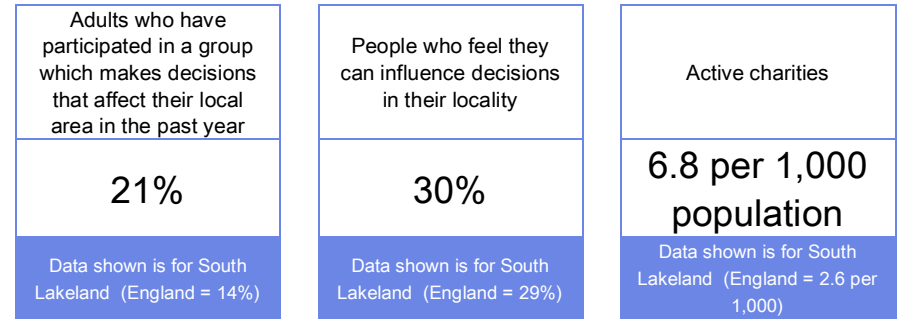 Adults who have
participated in a group
which makes decisions
that affect their local
area in the past year
21%
Data shown is for South
Lakeland (England = 14%)
People who feel they
can influence decisions
in their locality
30%
Data shown is for South
Lakeland (England = 29%)
Active charities
6.8 per 1,000
population
Data shown is for South
Lakeland (England = 2.6 per
1,000)